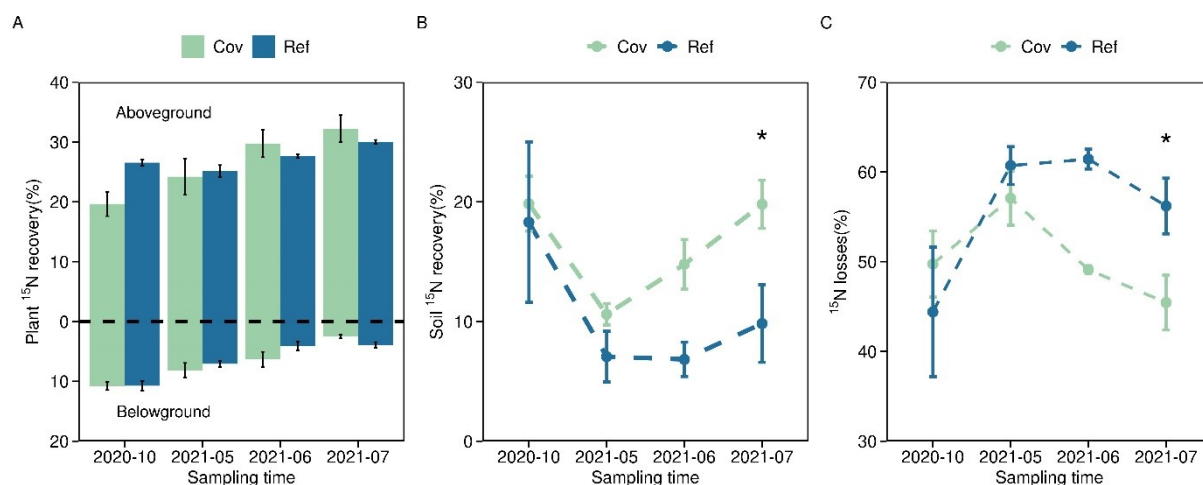 A
Cov
Ref
Plant ¹⁵N recovery(%)
40
30
20
10
0
10
20
Aboveground
Belowground
2020-10
2021-05
2021-06
2021-07
Sampling time
B
Cov
Ref
Soil ¹⁵N recovery(%)
30
20
10
0
*
2020-10
2021-05
2021-06
2021-07
Sampling time
C
Cov
Ref
¹⁵N losses(%)
70
60
50
40
30
*
2020-10
2021-05
2021-06
2021-07
Sampling time